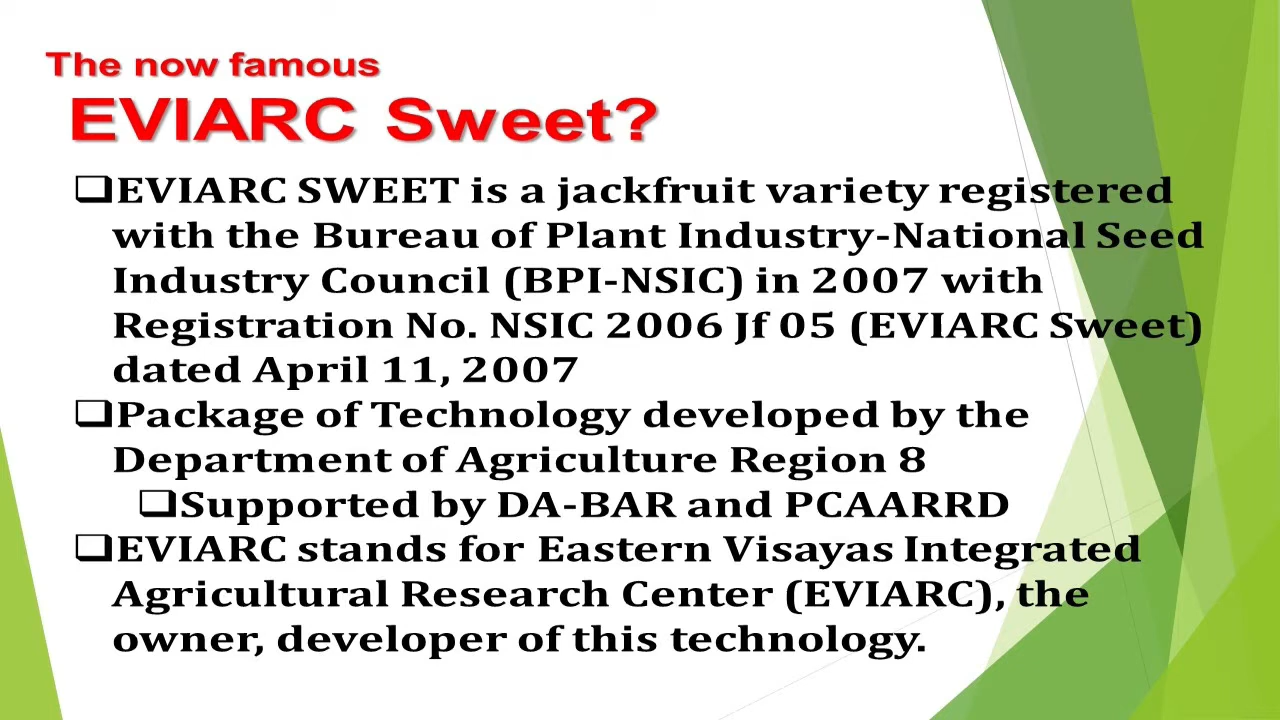 The now famous
EVIARC Sweet?
❑EVIARC SWEET is a jackfruit variety registered
with the Bureau of Plant Industry-National Seed
Industry Council (BPI-NSIC) in 2007 with
Registration No. NSIC 2006 Jf 05 (EVIARC Sweet)
dated April 11, 2007
❑Package of Technology developed by the
Department of Agriculture Region 8
❑Supported by DA-BAR and PCAARRD
❑EVIARC stands for Eastern Visayas Integrated
Agricultural Research Center (EVIARC), the
owner, developer of this technology.